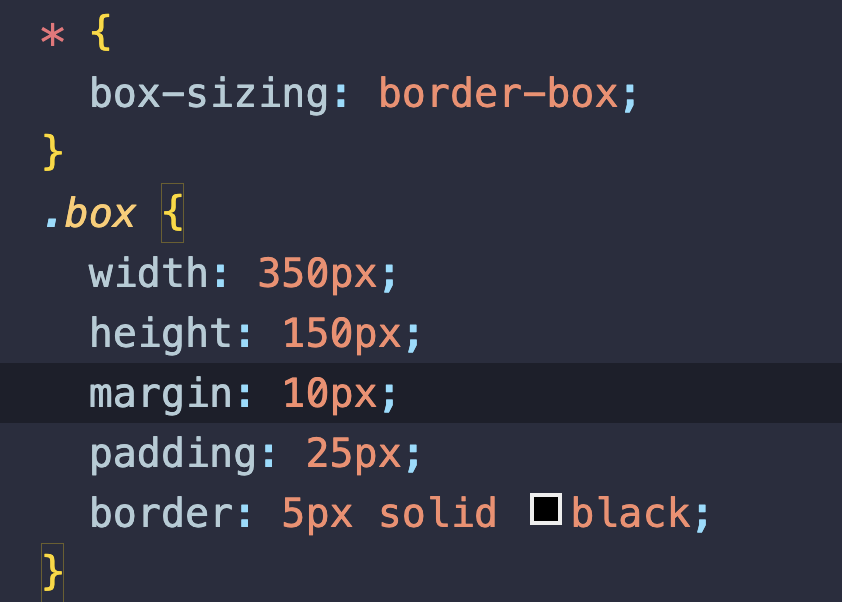 * {
  box-sizing: border-box;
}
.box {
  width: 350px;
  height: 150px;
  margin: 10px;
  padding: 25px;
  border: 5px solid black;
}